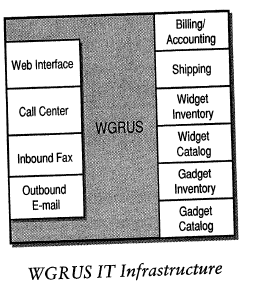 Web Interface
Call Center
Inbound Fax
Outbound
E-mail
WGRUS
Billing/
Accounting
Shipping
Widget
Inventory
Widget
Catalog
Gadget
Inventory
Gadget
Catalog
WGRUS IT Infrastructure